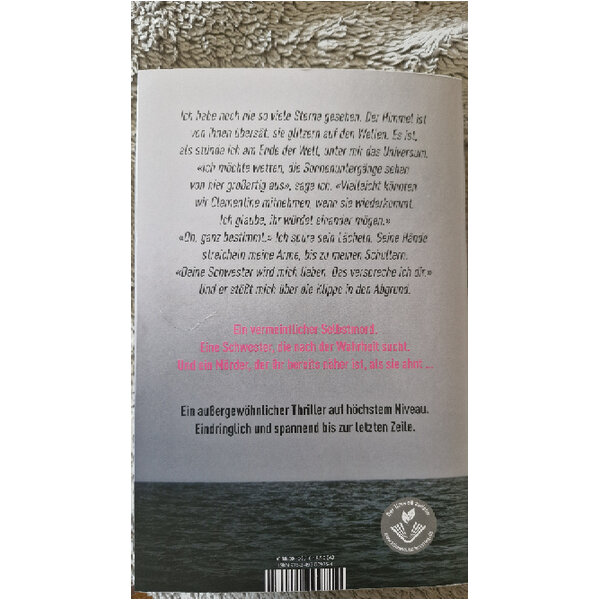 Ich habe noch nie so viele Sterne gesehen. Der Himmel ist
von ihnen übersät, sie glitzern auf den Wellen. Es ist,
als stünde ich am Ende der Welt, unter mir das Universum.
«Ich möchte wetten, die Sonnenuntergänge sehen
von hier großartig aus», sage ich. «Vielleicht könnten
wir Clementine mitnehmen, wenn sie wiederkommt.
Ich glaube, ihr würdet einander mögen.»
«Oh, ganz bestimmt.» Ich spüre sein Lächeln. Seine Hände
streicheln meine Arme, bis zu meinen Schultern.
«Deine Schwester wird mich lieben. Das verspreche ich dir.»
Und er stößt mich über die Klippe in den Abgrund.
Ein vermeintlicher Selbstmord.
Eine Schwester, die nach der Wahrheit sucht.
Und ein Mörder, der ihr bereits näher ist, als sie ahnt ...
Ein außergewöhnlicher Thriller auf höchstem Niveau.
Eindringlich und spannend bis zur letzten Zeile.